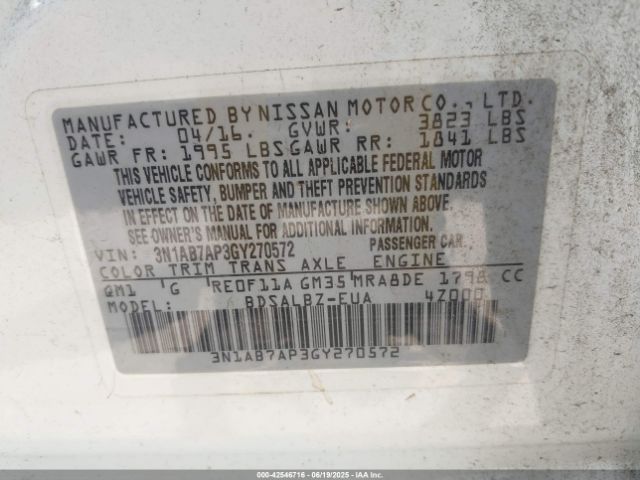 MANUFACTURED BY NISSAN MOTOR CO., LTD.
DATE: 04/16. GVWR: 3823 LBS
GAWR FR: 1995 LBS GAWR RR: 1841 LBS
THIS VEHICLE CONFORMS TO ALL APPLICABLE FEDERAL MOTOR
VEHICLE SAFETY, BUMPER AND THEFT PREVENTION STANDARDS
IN EFFECT ON THE DATE OF MANUFACTURE SHOWN ABOVE.
SEE OWNER'S MANUAL FOR ADDITIONAL INFORMATION.
VIN: 3N1AB7AP3GY270572 PASSENGER CAR
COLOR TRIM TRANS AXLE ENGINE
GM1 G RE0F11A GM35 MRA8DE 1798 CC
MODEL: BDSALBZ-EUA 4Z000
3N1AB7AP3GY270572
000-42546716 - 06/19/2025 - IAAI.COM